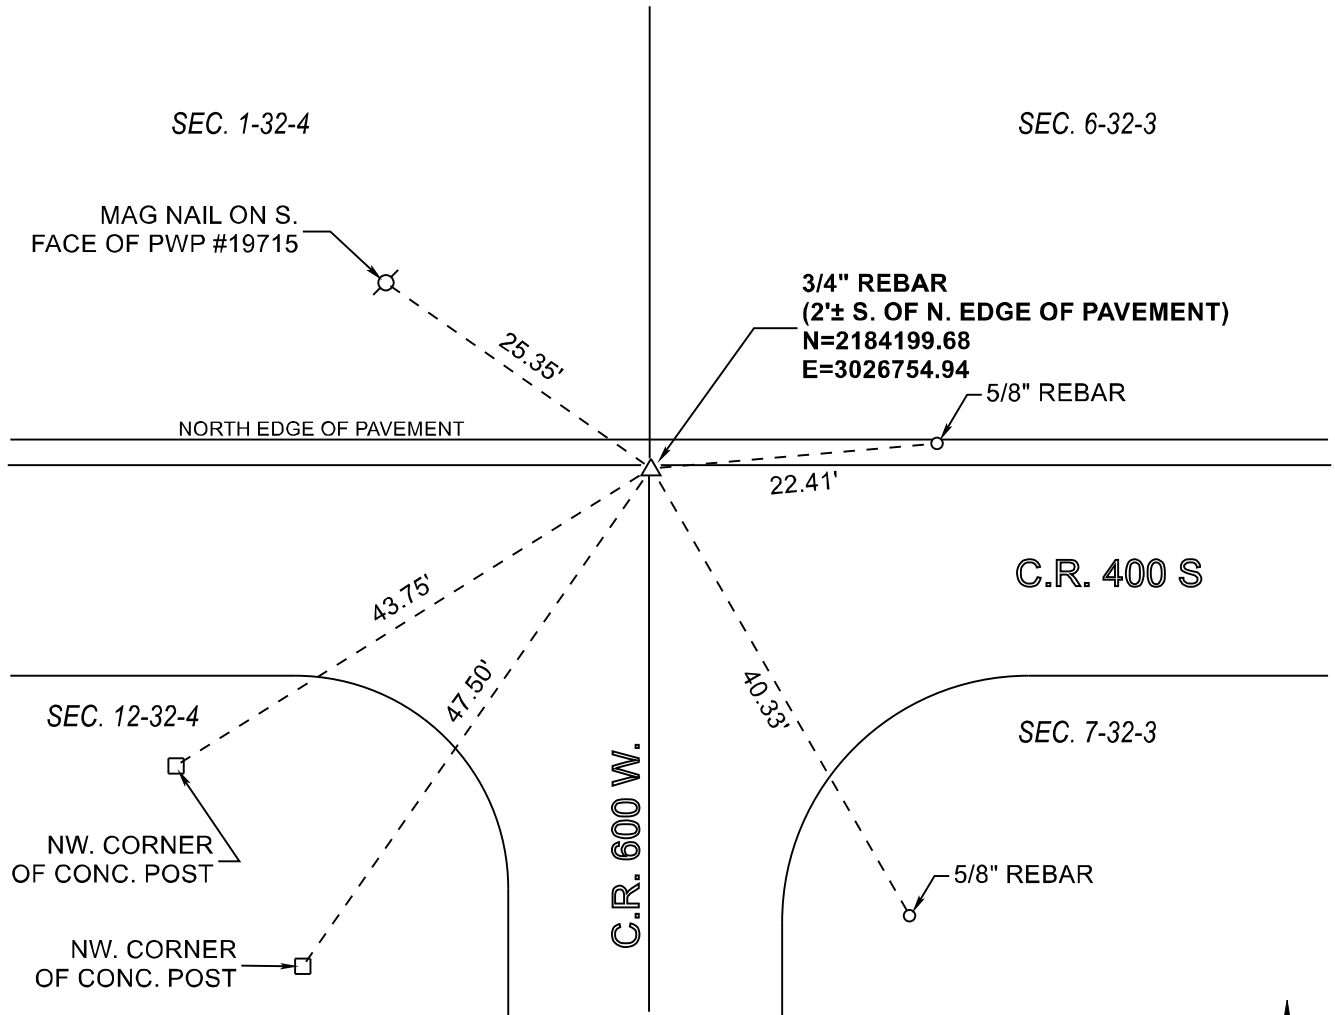 SEC. 1-32-4
SEC. 6-32-3
MAG NAIL ON S.
FACE OF PWP #19715
3/4" REBAR
(2'± S. OF N. EDGE OF PAVEMENT)
N=2184199.68
E=3026754.94
25.35'
5/8" REBAR
NORTH EDGE OF PAVEMENT
22.41'
C.R. 400 S
43.75'
47.50'
40.33'
SEC. 12-32-4
SEC. 7-32-3
C.R. 600 W.
NW. CORNER
OF CONC. POST
5/8" REBAR
NW. CORNER
OF CONC. POST